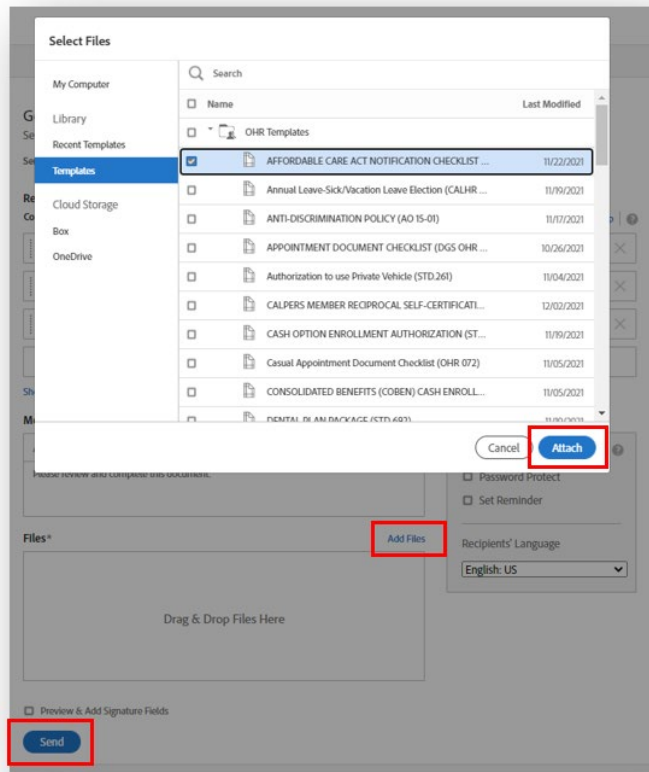 Select Files
My Computer
Library
Recent Templates
Templates
Cloud Storage
Box
OneDrive
Search
Name Last Modified
OHR Templates
AFFORDABLE CARE ACT NOTIFICATION CHECKLIST ... 11/22/2021
Annual Leave-Sick/Vacation Leave Election (CALHR ... 11/19/2021
ANTI-DISCRIMINATION POLICY (AO 15-01) 11/17/2021
APPOINTMENT DOCUMENT CHECKLIST (DGS OHR ... 10/26/2021
Authorization to use Private Vehicle (STD.261) 11/04/2021
CALPERS MEMBER RECIPROCAL SELF-CERTIFICATI... 12/02/2021
CASH OPTION ENROLLMENT AUTHORIZATION (ST... 11/19/2021
Casual Appointment Document Checklist (OHR 072) 11/05/2021
CONSOLIDATED BENEFITS (COBEN) CASH ENROLL... 11/05/2021
DENTAL PLAN PACKAGE (STD 692) 11/19/2021
Cancel Attach
Please review and complete this document.
Password Protect
Set Reminder
Files* Add Files
Recipients' Language
English: US
Drag & Drop Files Here
Preview & Add Signature Fields
Send